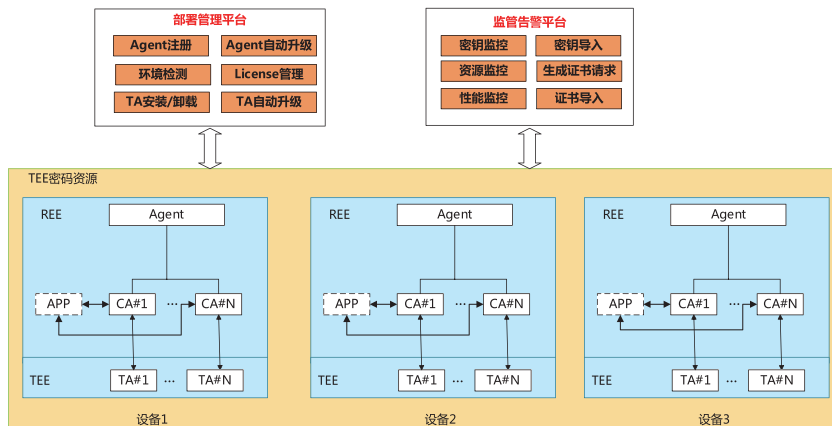 部署管理平台
Agent注册
Agent自动升级
环境检测
License管理
TA安装/卸载
TA自动升级
监管告警平台
密钥监控
密钥导入
资源监控
生成证书请求
性能监控
证书导入
TEE密码资源
REE
Agent
APP
CA#1
...
CA#N
TEE
TA#1
...
TA#N
设备1
REE
Agent
APP
CA#1
...
CA#N
TEE
TA#1
...
TA#N
设备2
REE
Agent
APP
CA#1
...
CA#N
TEE
TA#1
...
TA#N
设备3